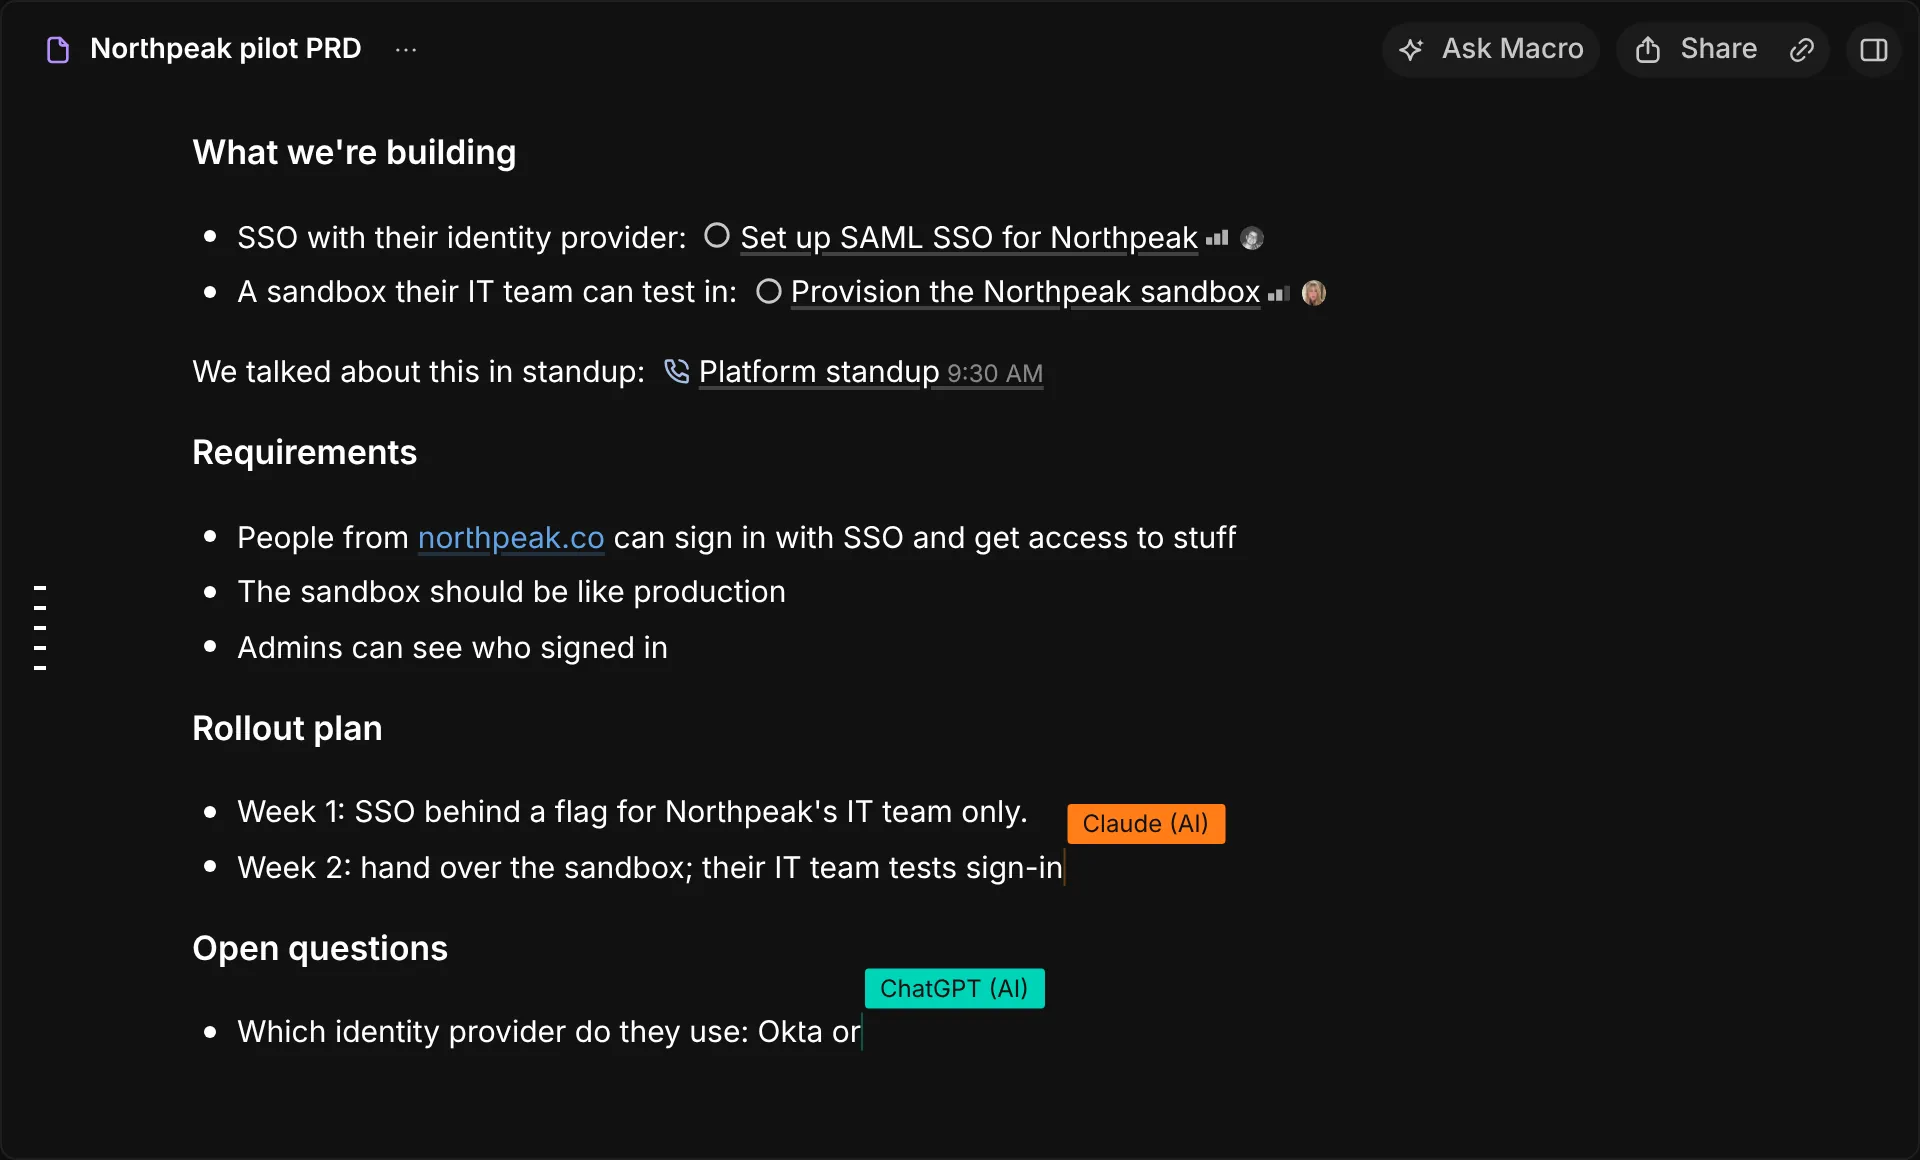 Northpeak pilot PRD ...
Ask Macro
Share
What we're building
SSO with their identity provider: Set up SAML SSO for Northpeak
A sandbox their IT team can test in: Provision the Northpeak sandbox
We talked about this in standup: Platform standup 9:30 AM
Requirements
People from northpeak.co can sign in with SSO and get access to stuff
The sandbox should be like production
Admins can see who signed in
Rollout plan
Week 1: SSO behind a flag for Northpeak's IT team only.
Claude (AI)
Week 2: hand over the sandbox; their IT team tests sign-in
Open questions
ChatGPT (AI)
Which identity provider do they use: Okta or